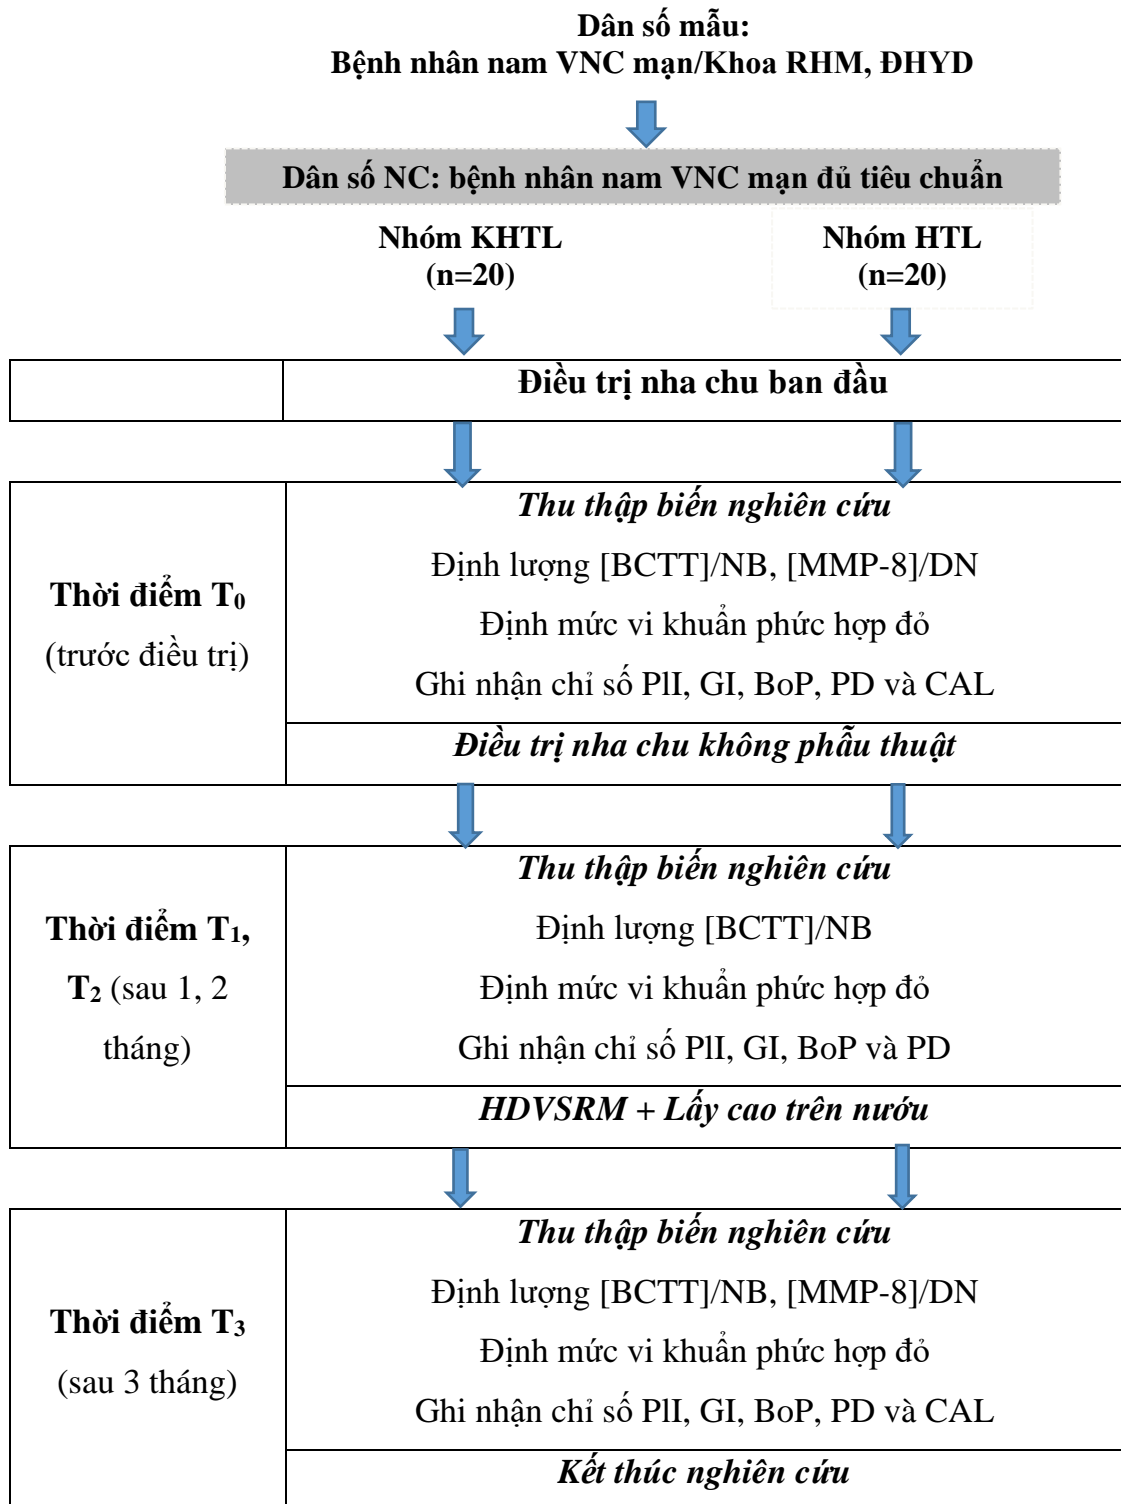 Dân số mẫu:
Bệnh nhân nam VNC mạn/Khoa RHM, ĐHYD
Dân số NC: bệnh nhân nam VNC mạn đủ tiêu chuẩn
Nhóm KHTL
(n=20)
Nhóm HTL
(n=20)
Điều trị nha chu ban đầu
Thời điểm T₀
(trước điều trị)
Thu thập biến nghiên cứu
Định lượng [BCTT]/NB, [MMP-8]/DN
Định mức vi khuẩn phức hợp đỏ
Ghi nhận chỉ số PlI, GI, BoP, PD và CAL
Điều trị nha chu không phẫu thuật
Thời điểm T₁,
T₂ (sau 1, 2
tháng)
Thu thập biến nghiên cứu
Định lượng [BCTT]/NB
Định mức vi khuẩn phức hợp đỏ
Ghi nhận chỉ số PlI, GI, BoP và PD
HDVSRM + Lấy cao trên nướu
Thời điểm T₃
(sau 3 tháng)
Thu thập biến nghiên cứu
Định lượng [BCTT]/NB, [MMP-8]/DN
Định mức vi khuẩn phức hợp đỏ
Ghi nhận chỉ số PlI, GI, BoP, PD và CAL
Kết thúc nghiên cứu